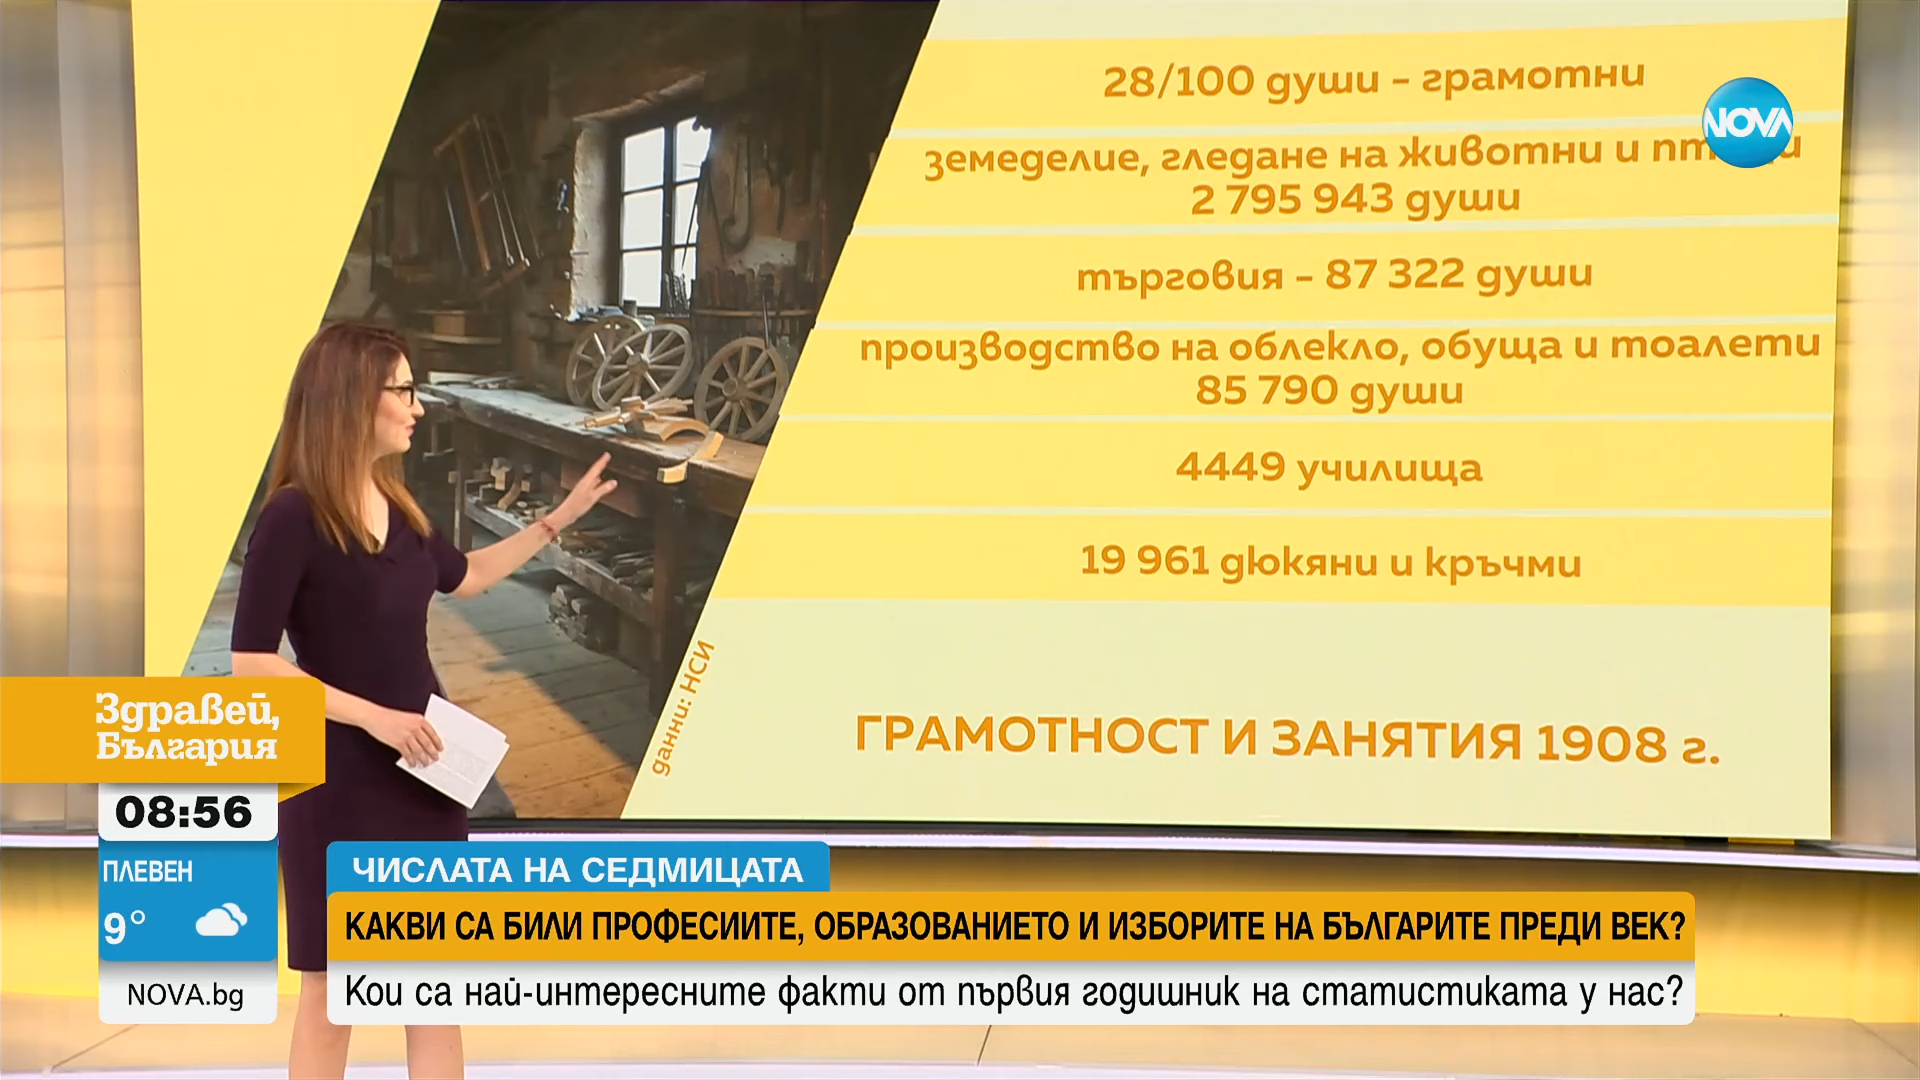 28/100 души – грамотни
NOVA
земеделие, гледане на животни и
2 795 943 души
търговия – 87 322 души
производство на облекло, обуща и тоалети
85 790 души
4449 училища
19 961 дюкяни и кръчми
данни: НСИ
ГРАМОТНОСТ И ЗАНЯТИЯ 1908 г.
Здравей,
България
08:56
ПЛЕВЕН
9°
NOVA.bg
ЧИСЛАТА НА СЕДМИЦАТА
КАКВИ СА БИЛИ ПРОФЕСИИТЕ, ОБРАЗОВАНИЕТО И ИЗБОРИТЕ НА БЪЛГАРИТЕ ПРЕДИ ВЕК?
Кои са най-интересните факти от първия годишник на статистиката у нас?